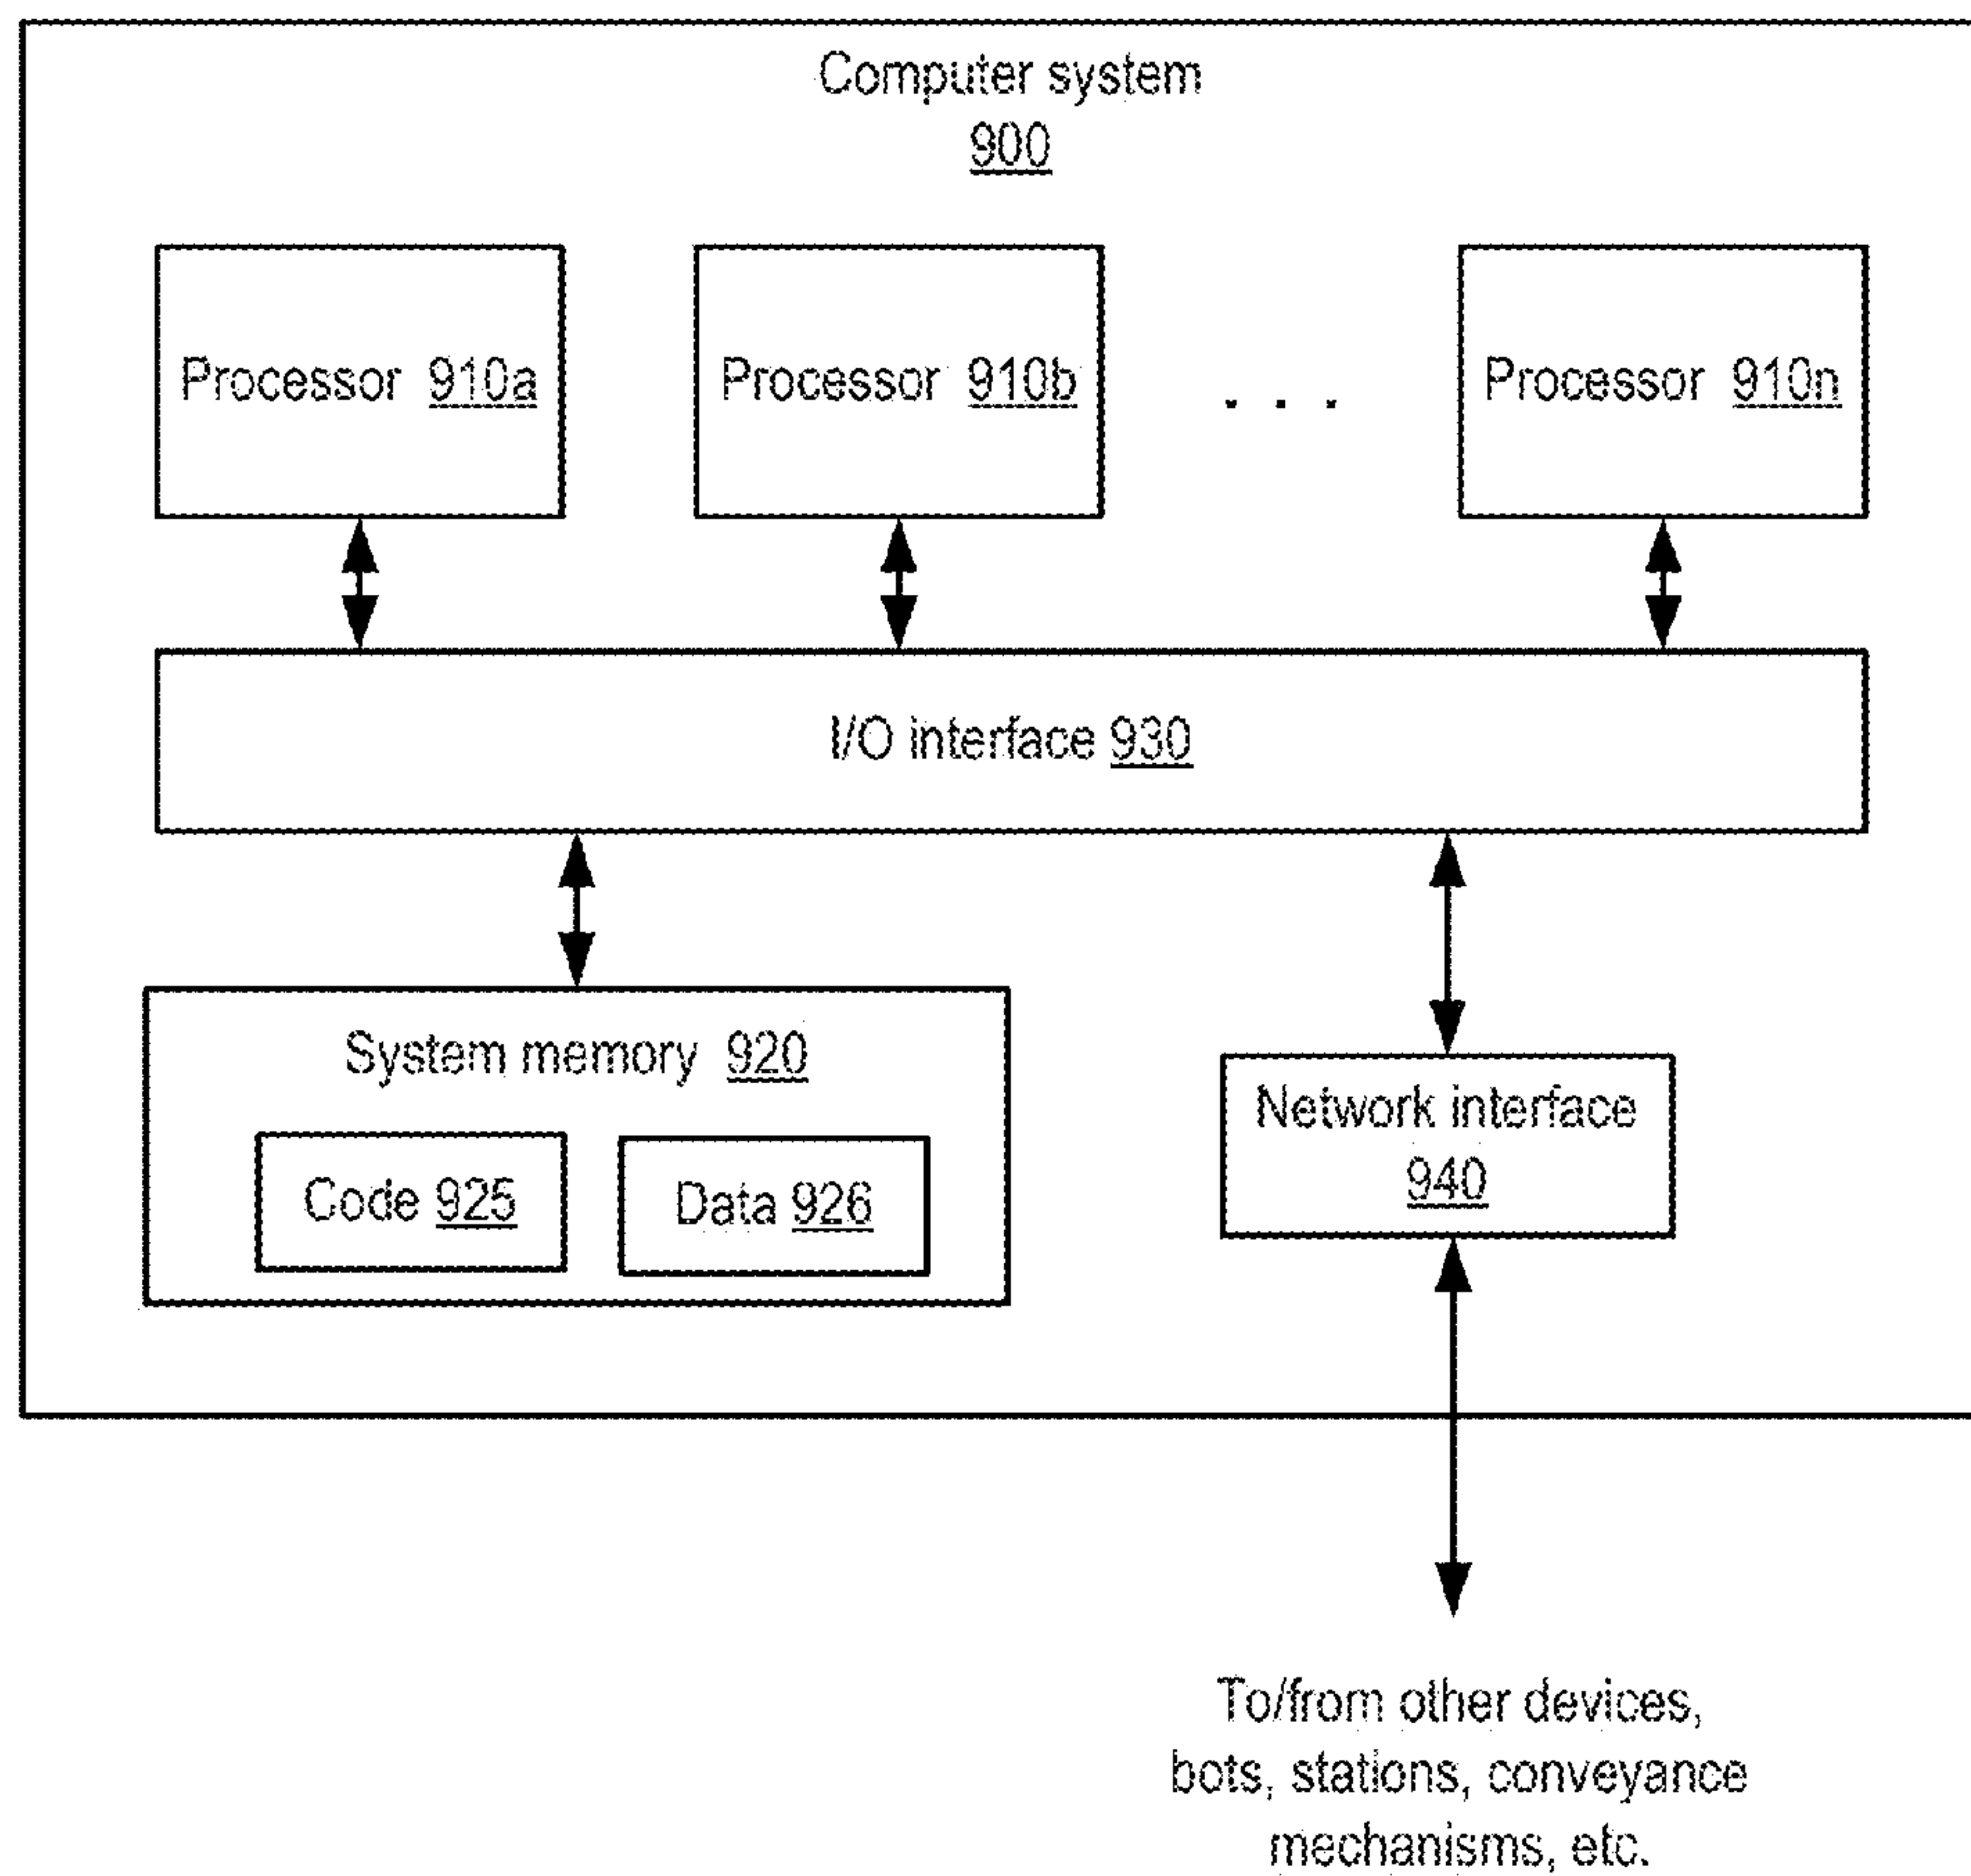 Computer system
900
Processor 910a
Processor 910b
. . .
Processor 910n
I/O interface 930
System memory 920
Code 925
Data 926
Network interface
940
To/from other devices,
bots, stations, conveyance
mechanisms, etc.